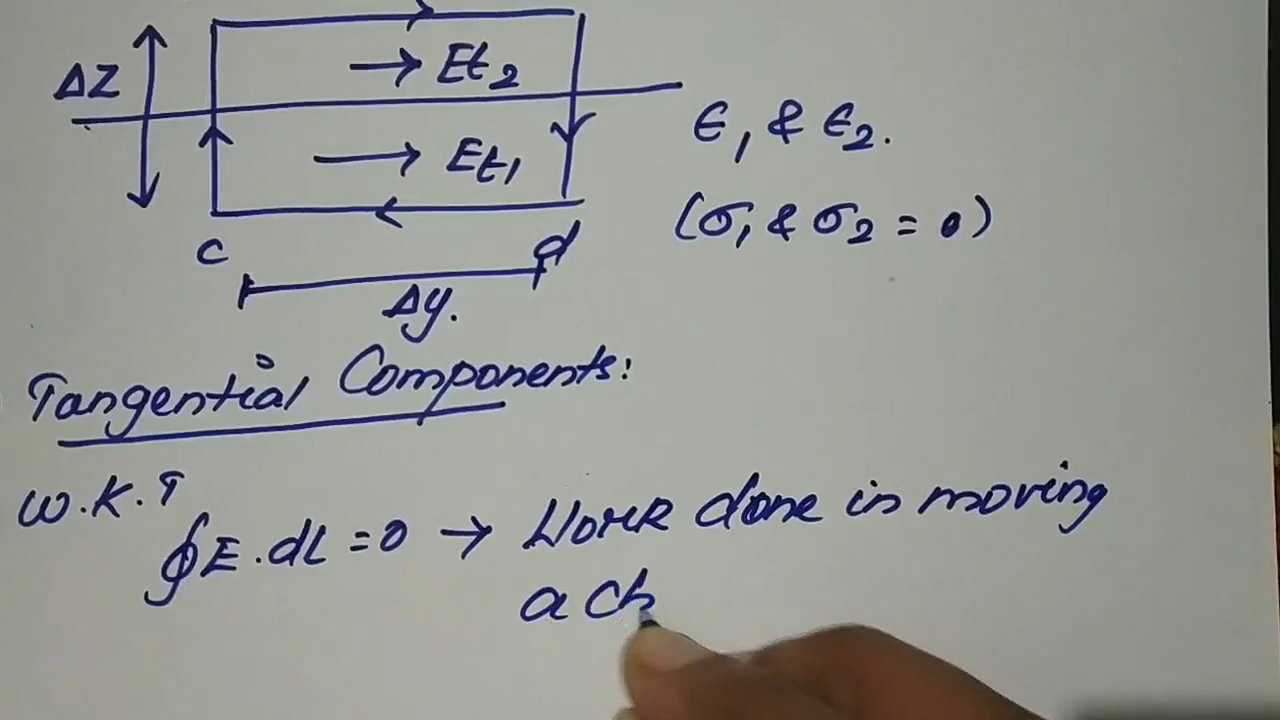 ΔZ
→ Et2
→ Et1
ϵ1 & ϵ2.
(σ1 & σ2 = 0)
c d
Δy.
Tangential Components:
W.K.T
∮E.dL = 0 → Work done in moving
a Ch